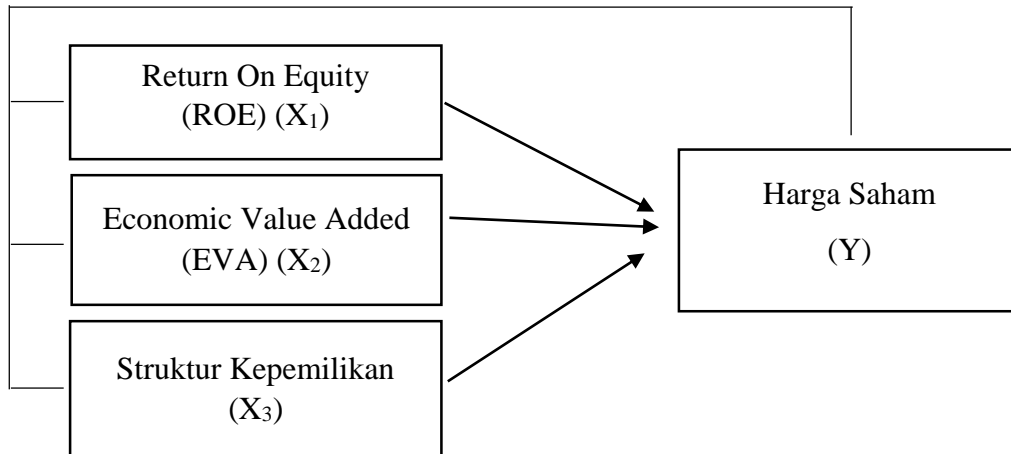 Return On Equity
(ROE) (X₁)
Economic Value Added
(EVA) (X₂)
Struktur Kepemilikan
(X₃)
Harga Saham
(Y)